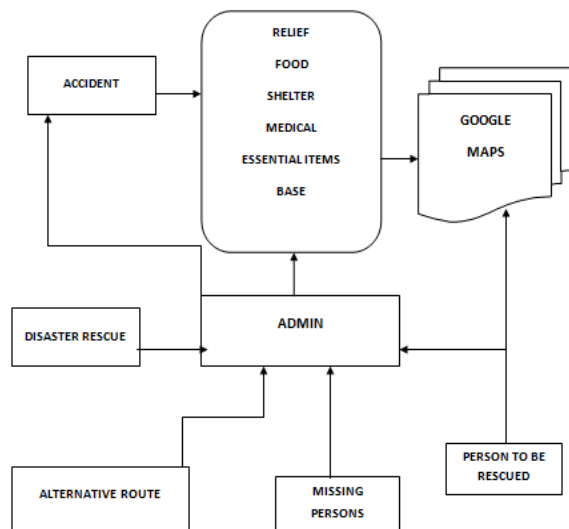 RELIEF
FOOD
SHELTER
MEDICAL
ESSENTIAL ITEMS
BASE
ACCIDENT
GOOGLE
MAPS
ADMIN
DISASTER RESCUE
ALTERNATIVE ROUTE
MISSING
PERSONS
PERSON TO BE
RESCUED